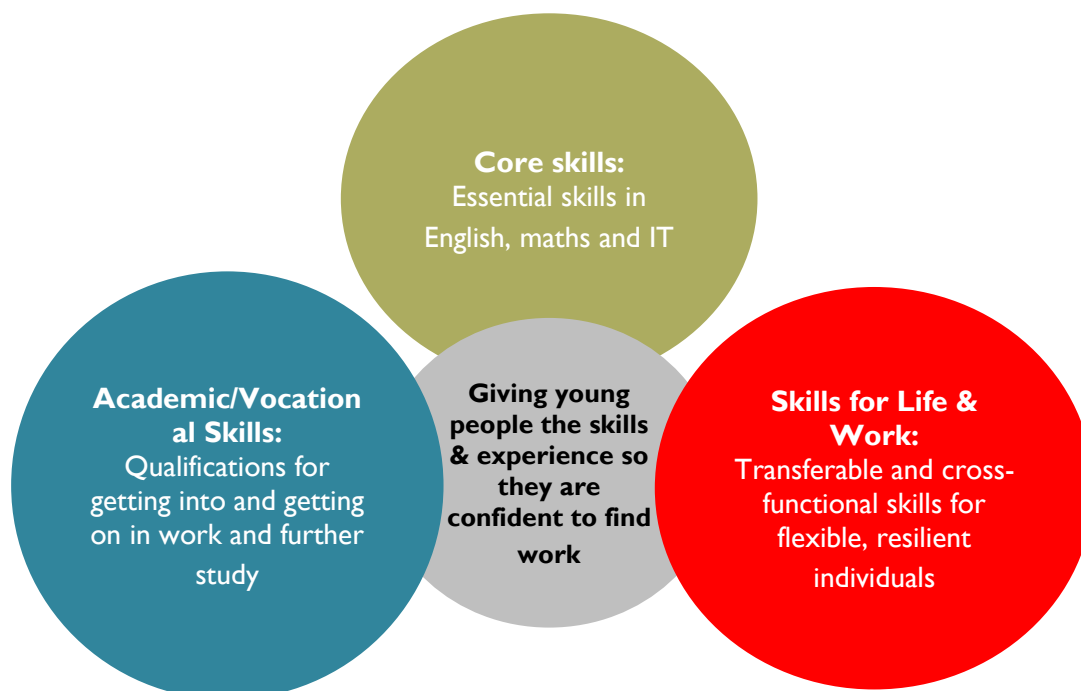 Core skills:
Essential skills in
English, maths and IT
Academic/Vocation
al Skills:
Qualifications for
getting into and getting
on in work and further
study
Giving young
people the skills
& experience so
they are
confident to find
work
Skills for Life &
Work:
Transferable and cross-
functional skills for
flexible, resilient
individuals